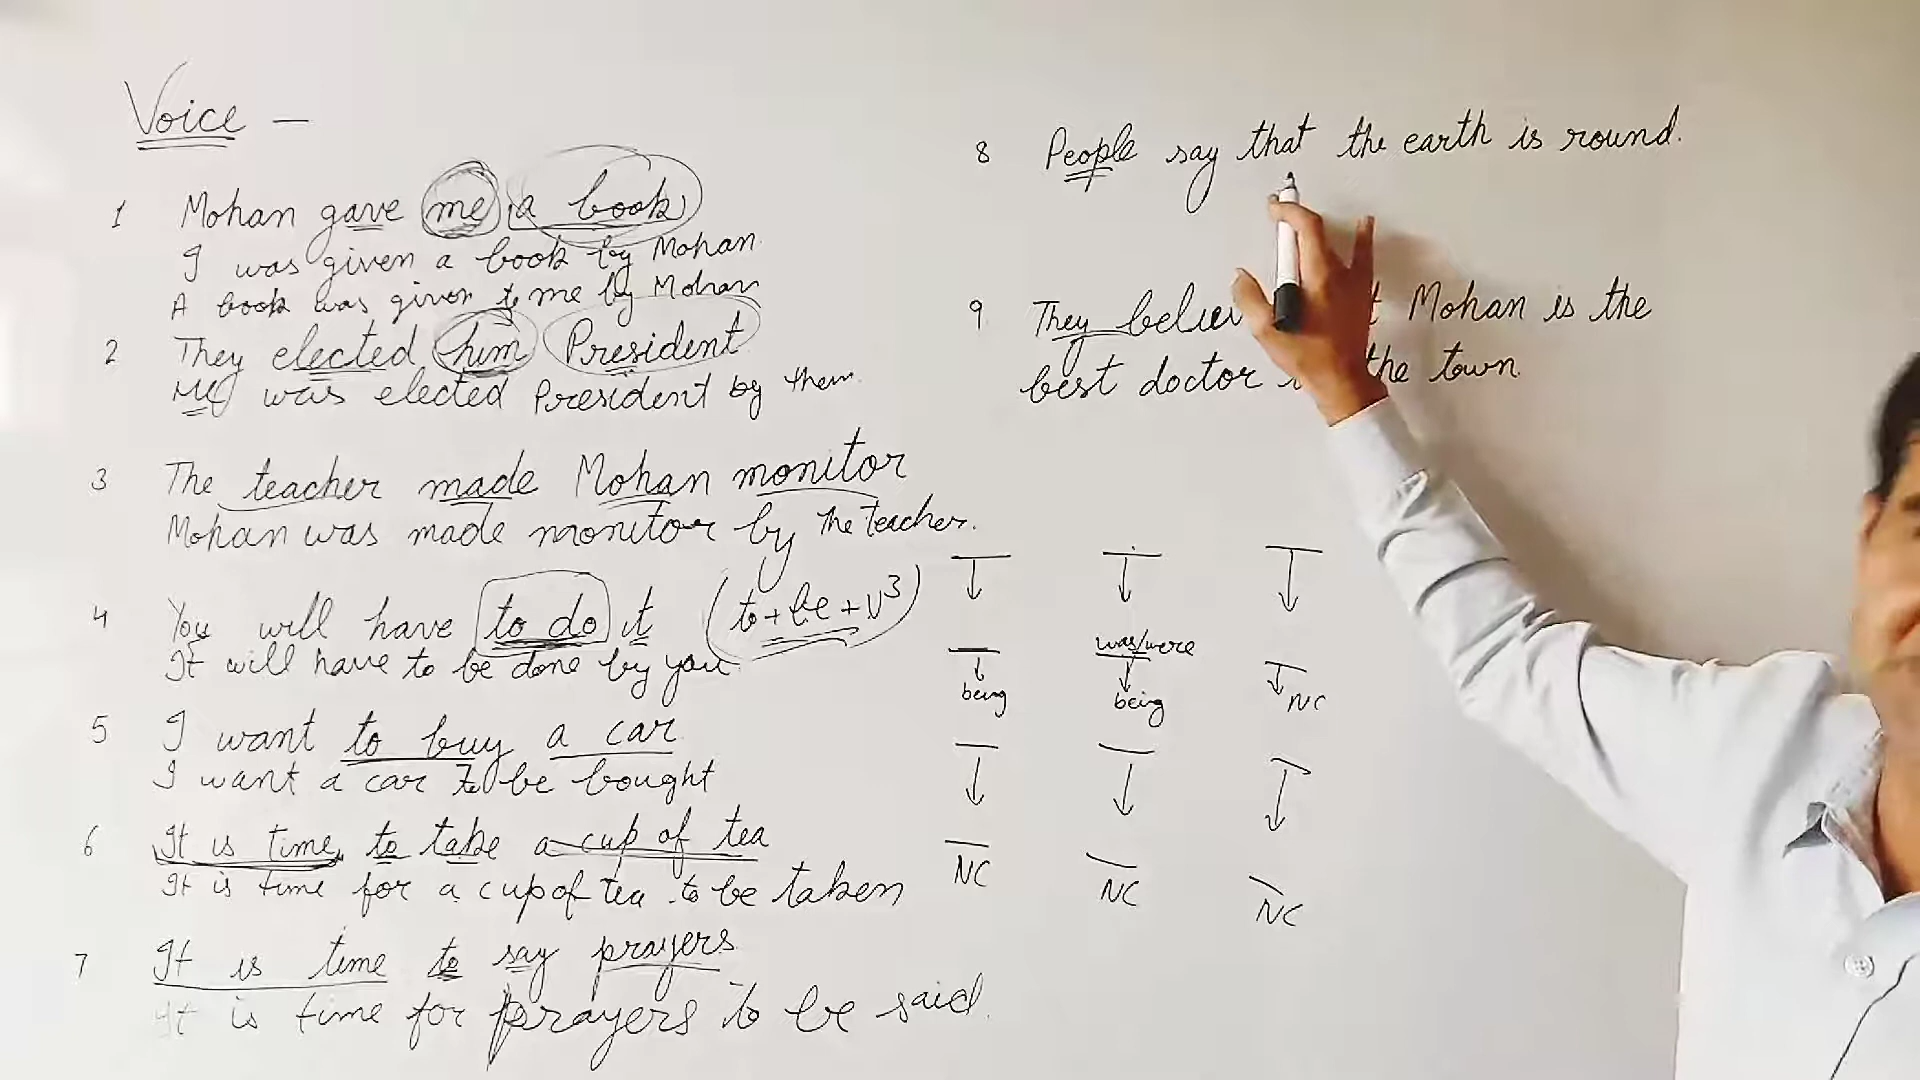 Voice -
1 Mohan gave me a book
I was given a book by Mohan
A book was given to me by Mohan
2 They elected him President
He was elected President by them.
3 The teacher made Mohan monitor
Mohan was made monitor by the teacher.
4 You will have to do it (to + be + V3)
It will have to be done by you
5 I want to buy a car.
I want a car to be bought
6 It is time to take a cup of tea
It is time for a cup of tea to be taken
7 It is time to say prayers
It is time for prayers to be said.
8 People say that the earth is round.
9. They Mohan is the
best doctor the town.
was/were
being being NC
NC NC NC